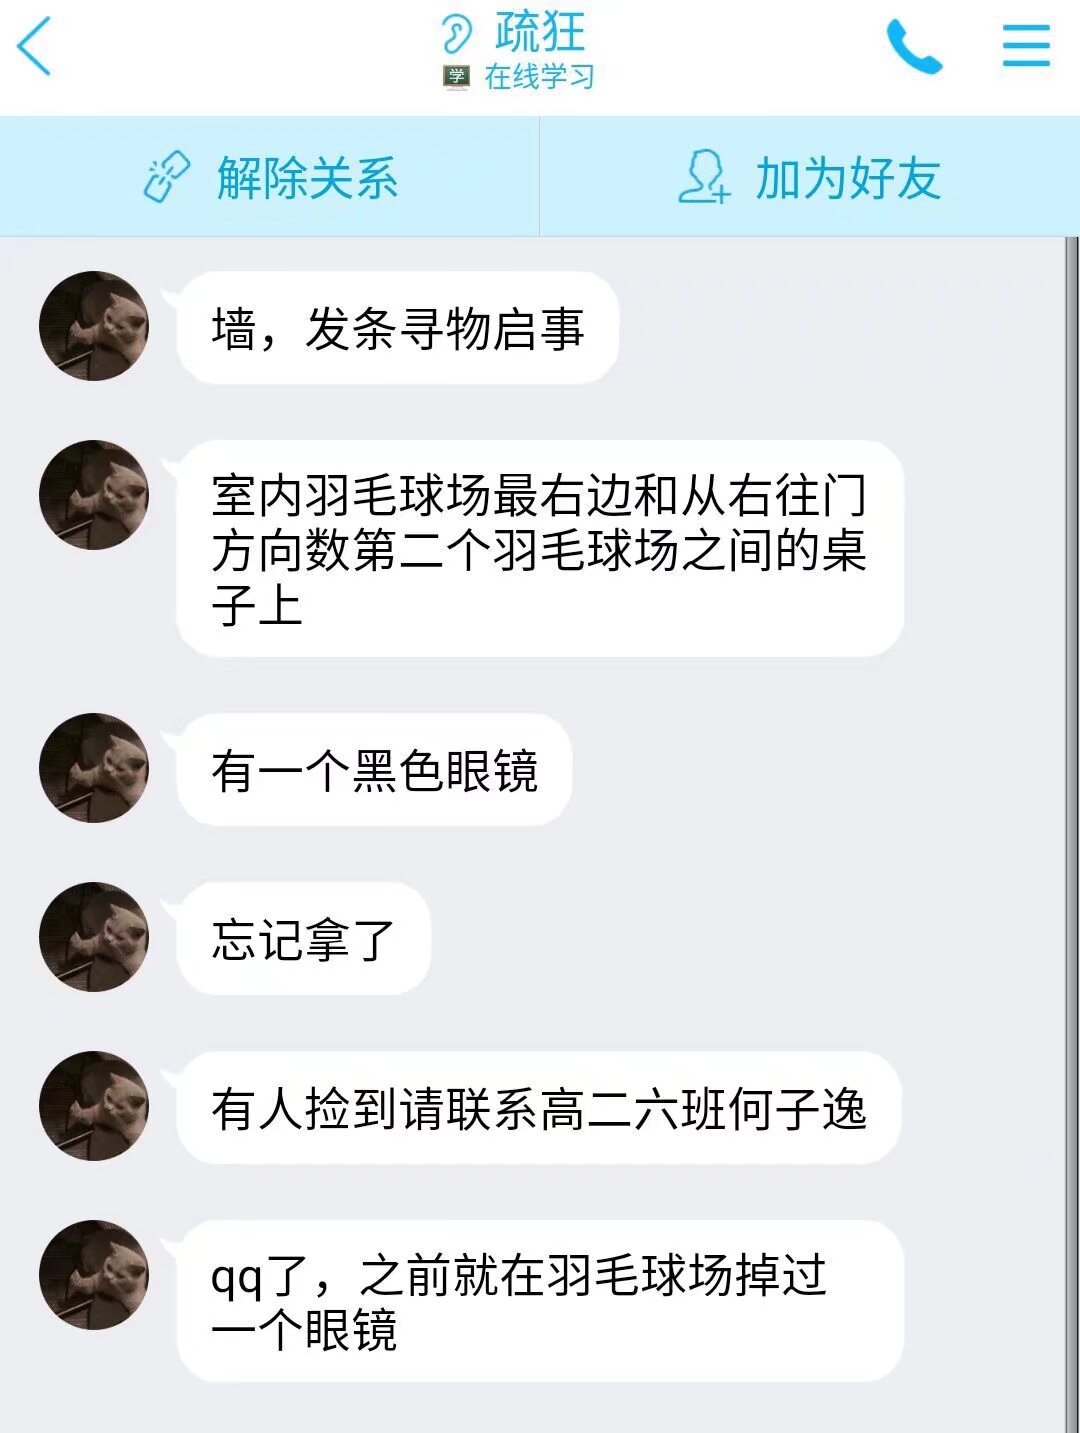 疏狂
学 在线学习
解除关系 加为好友
墙，发条寻物启事
室内羽毛球场最右边和从右往门
方向数第二个羽毛球场之间的桌
子上
有一个黑色眼镜
忘记拿了
有人捡到请联系高二六班何子逸
qq了，之前就在羽毛球场掉过
一个眼镜